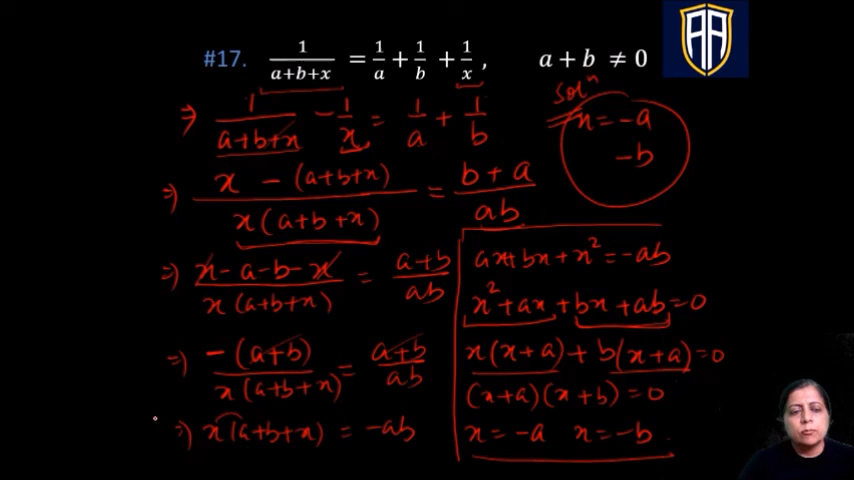 #17. 1/(a+b+x) = 1/a + 1/b + 1/x , a + b ≠ 0
AA
⇒ 1/(a+b+x) - 1/x = 1/a + 1/b
Solⁿ
x = -a
-b
⇒ (x - (a+b+x))/(x(a+b+x)) = (b+a)/ab
⇒ (x-a-b-x)/(x(a+b+x)) = (a+b)/ab
⇒ -(a+b)/(x(a+b+x)) = (a+b)/ab
⇒ x(a+b+x) = -ab
ax+bx+x² = -ab
x²+ax+bx+ab=0
x(x+a)+b(x+a)=0
(x+a)(x+b)=0
x=-a x=-b